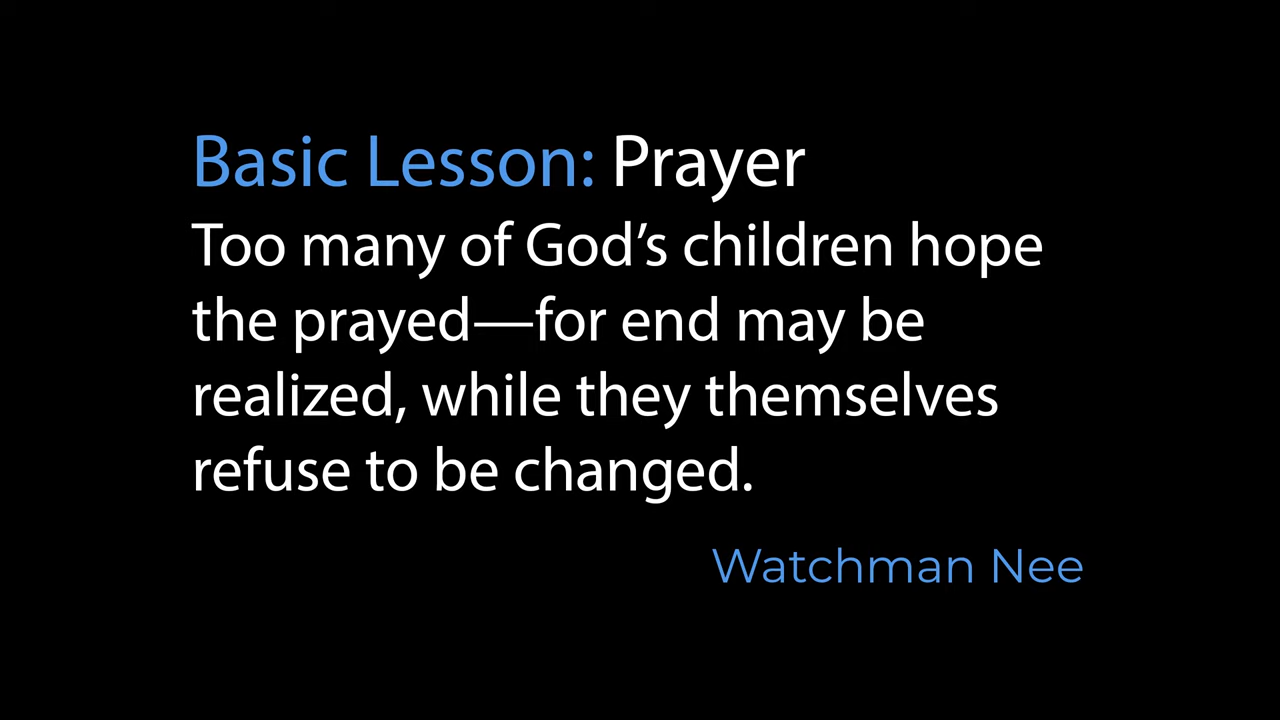 Basic Lesson: Prayer
Too many of God’s children hope
the prayed—for end may be
realized, while they themselves
refuse to be changed.
Watchman Nee